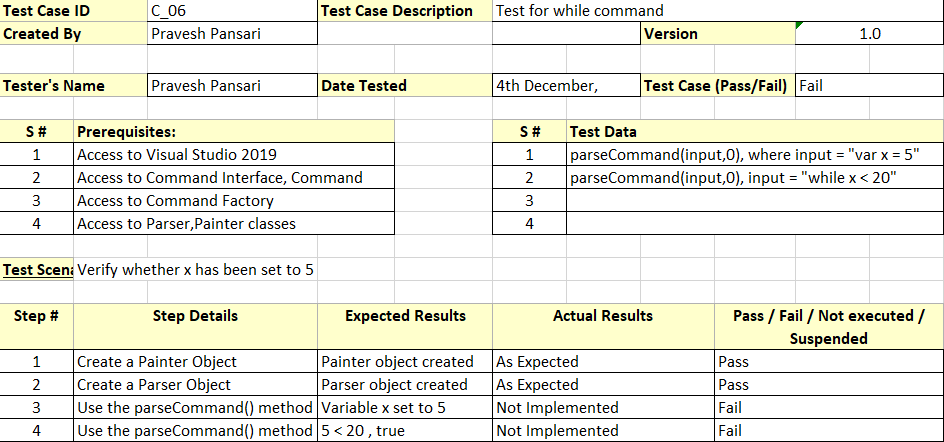 Test Case ID C_06 Test Case Description Test for while command
Created By Pravesh Pansari Version 1.0
Tester's Name Pravesh Pansari Date Tested 4th December, Test Case (Pass/Fail) Fail
S # Prerequisites: S # Test Data
1 Access to Visual Studio 2019 1 parseCommand(input,0), where input = "var x = 5"
2 Access to Command Interface, Command 2 parseCommand(input,0), input = "while x < 20"
3 Access to Command Factory 3
4 Access to Parser,Painter classes 4
Test Scena Verify whether x has been set to 5
Step # Step Details Expected Results Actual Results Pass / Fail / Not executed /
Suspended
1 Create a Painter Object Painter object created As Expected Pass
2 Create a Parser Object Parser object created As Expected Pass
3 Use the parseCommand() method Variable x set to 5 Not Implemented Fail
4 Use the parseCommand() method 5 < 20 , true Not Implemented Fail